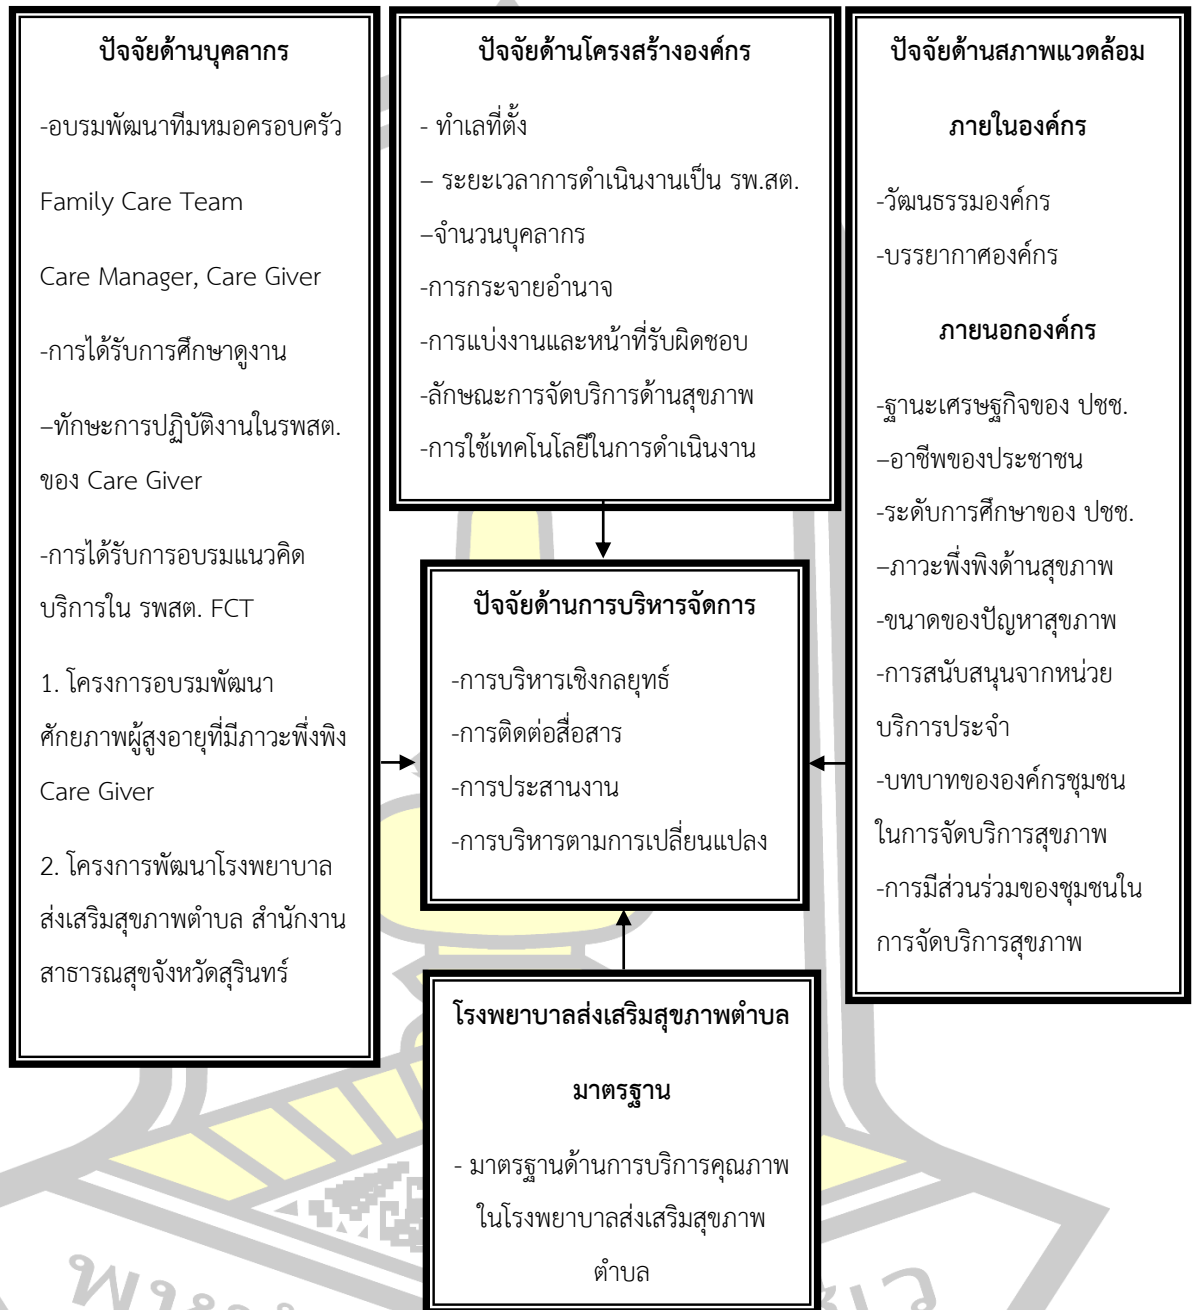 ปัจจัยด้านบุคลากร
-อบรมพัฒนาทีมหมอครอบครัว
Family Care Team
Care Manager, Care Giver
-การได้รับการศึกษาดูงาน
–ทักษะการปฏิบัติงานในรพสต.
ของ Care Giver
-การได้รับการอบรมแนวคิด
บริการใน รพสต. FCT
1. โครงการอบรมพัฒนา
ศักยภาพผู้สูงอายุที่มีภาวะพึ่งพิง
Care Giver
2. โครงการพัฒนาโรงพยาบาล
ส่งเสริมสุขภาพตำบล สำนักงาน
สาธารณสุขจังหวัดสุรินทร์
ปัจจัยด้านโครงสร้างองค์กร
- ทำเลที่ตั้ง
– ระยะเวลาการดำเนินงานเป็น รพ.สต.
–จำนวนบุคลากร
-การกระจายอำนาจ
-การแบ่งงานและหน้าที่รับผิดชอบ
-ลักษณะการจัดบริการด้านสุขภาพ
-การใช้เทคโนโลยีในการดำเนินงาน
ปัจจัยด้านการบริหารจัดการ
-การบริหารเชิงกลยุทธ์
-การติดต่อสื่อสาร
-การประสานงาน
-การบริหารตามการเปลี่ยนแปลง
โรงพยาบาลส่งเสริมสุขภาพตำบล
มาตรฐาน
- มาตรฐานด้านการบริการคุณภาพ
ในโรงพยาบาลส่งเสริมสุขภาพ
ตำบล
ปัจจัยด้านสภาพแวดล้อม
ภายในองค์กร
-วัฒนธรรมองค์กร
-บรรยากาศองค์กร
ภายนอกองค์กร
-ฐานะเศรษฐกิจของ ปชช.
–อาชีพของประชาชน
-ระดับการศึกษาของ ปชช.
–ภาวะพึ่งพิงด้านสุขภาพ
-ขนาดของปัญหาสุขภาพ
-การสนับสนุนจากหน่วย
บริการประจำ
-บทบาทขององค์กรชุมชน
ในการจัดบริการสุขภาพ
-การมีส่วนร่วมของชุมชนใน
การจัดบริการสุขภาพ